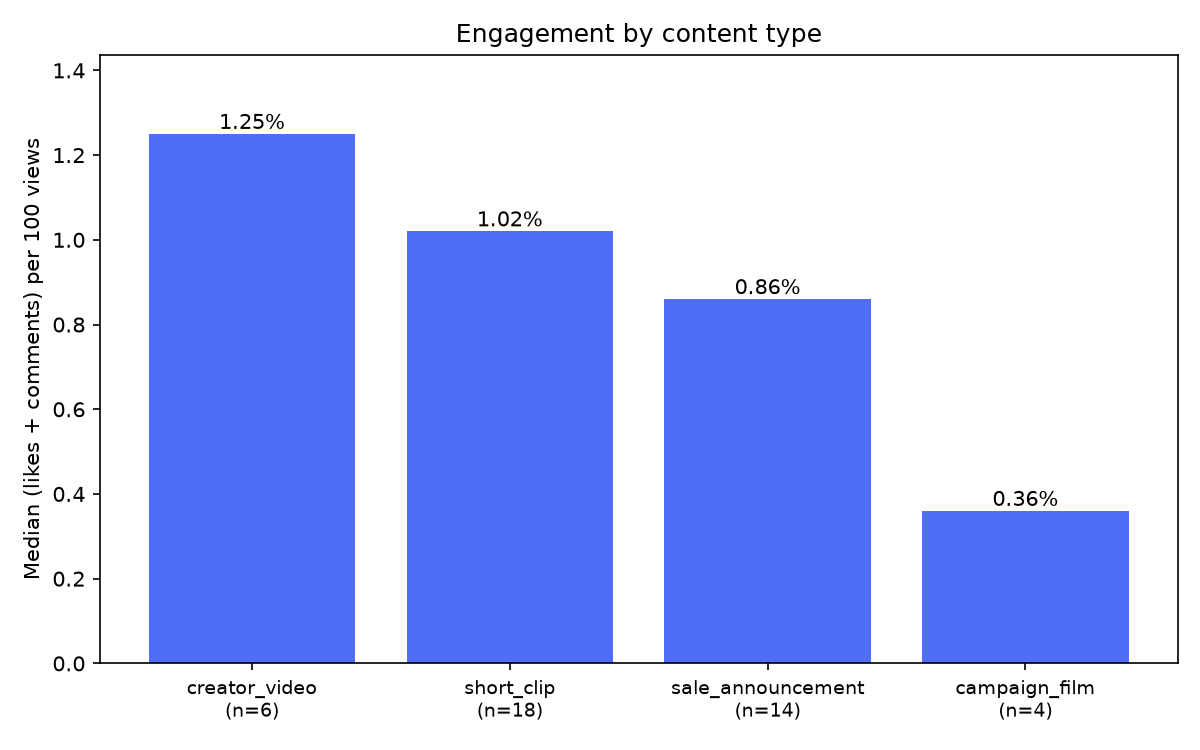 Engagement by content type
Median (likes + comments) per 100 views
1.4
1.2
1.0
0.8
0.6
0.4
0.2
0.0
1.25%
1.02%
0.86%
0.36%
creator_video
(n=6)
short_clip
(n=18)
sale_announcement
(n=14)
campaign_film
(n=4)